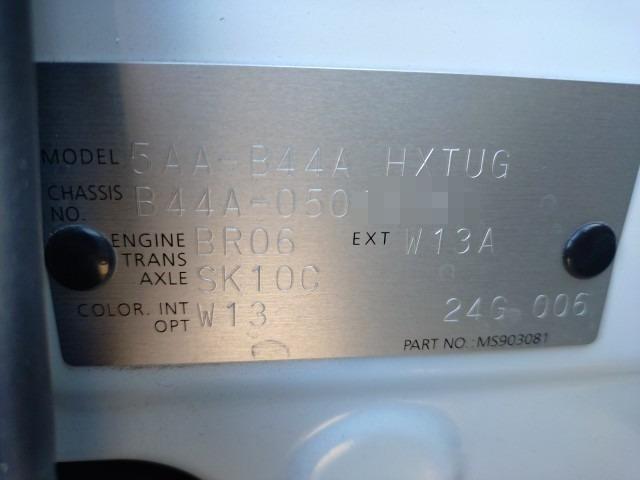 MODEL 5AA-B44A HXTUG
CHASSIS NO. B44A-0501
ENGINE BR06 EXT W13A
TRANS AXLE SK10C
COLOR. INT OPT W13 24G 006
PART NO.:MS903081